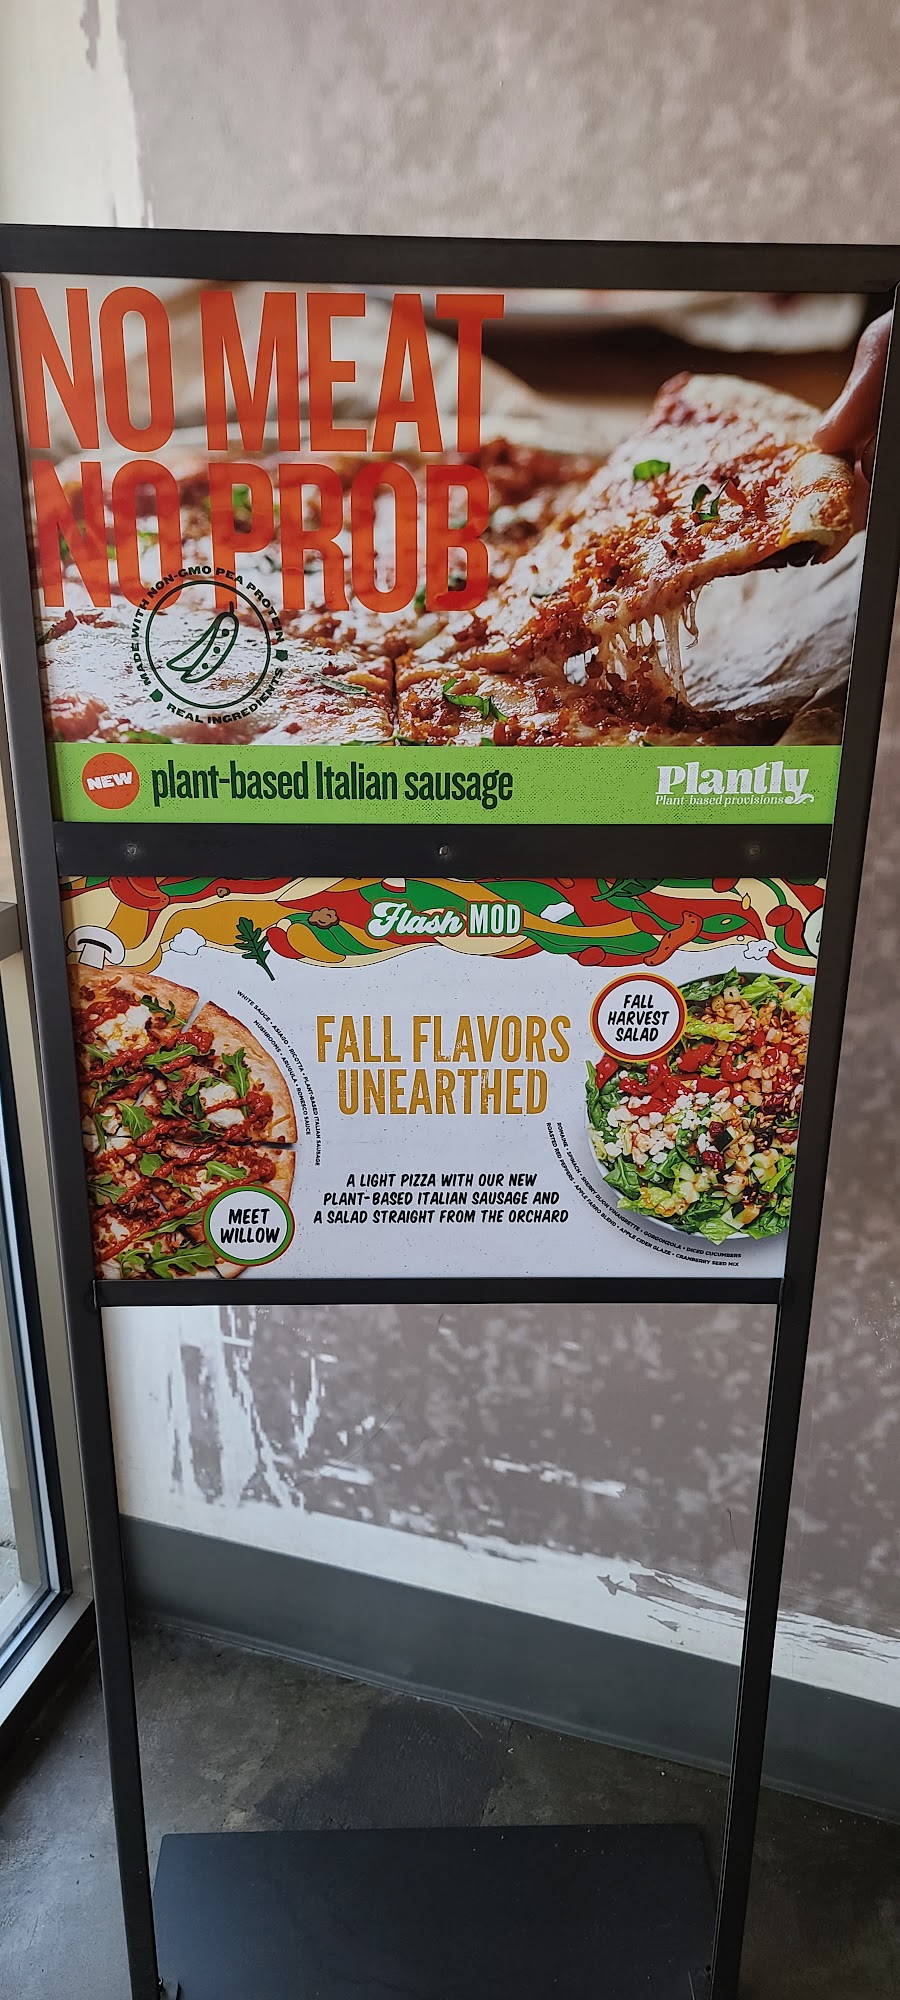 NO MEAT
NO PROB
MADE WITH NON-GMO PEA PROTEIN
REAL INGREDIENTS
NEW
plant-based Italian sausage
Plantly
Plant-based provisions
Flash MOD
WHITE SAUCE • ASIAGO • RICOTTA • PLANT-BASED ITALIAN SAUSAGE
MUSHROOMS • ARUGULA • ROMESCO SAUCE
FALL FLAVORS
UNEARTHED
FALL
HARVEST
SALAD
A LIGHT PIZZA WITH OUR NEW
PLANT-BASED ITALIAN SAUSAGE AND
A SALAD STRAIGHT FROM THE ORCHARD
MEET
WILLOW
ROMAINE • SPINACH • SHERRY DIJON VINAIGRETTE • GORGONZOLA • DICED CUCUMBERS
ROASTED RED PEPPERS • APPLE FARRO BLEND • APPLE CIDER GLAZE • CRANBERRY SEED MIX